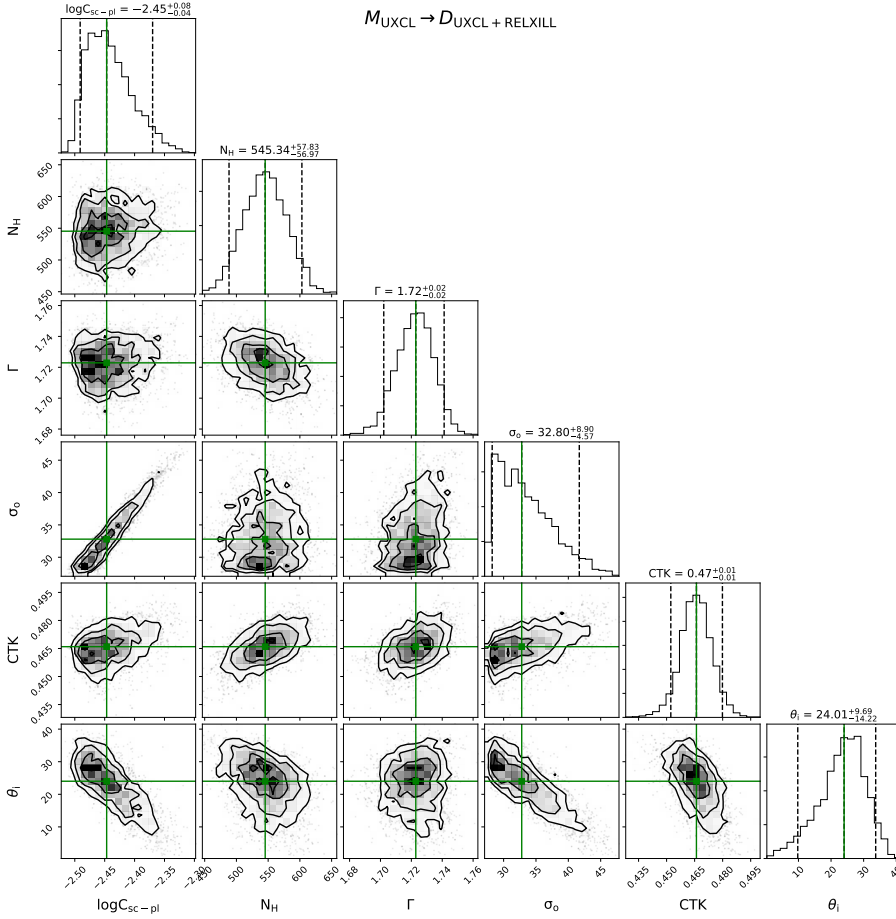 M_UXCL → D_UXCL+RELXILL
logC_sc−pl = −2.45 +0.08 −0.04
N_H = 545.34 +57.83 −56.97
Γ = 1.72 +0.02 −0.02
σ_o = 32.80 +8.90 −4.57
CTK = 0.47 +0.01 −0.01
θ_i = 24.01 +9.69 −14.22
N_H
650
600
550
500
450
Γ
1.76
1.74
1.72
1.70
1.68
σ_o
45
40
35
30
CTK
0.495
0.480
0.465
0.450
0.435
θ_i
40
30
20
10
−2.50 −2.45 −2.40 −2.35
500 550 600 650
1.68 1.70 1.72 1.74 1.76
30 35 40 45
0.435 0.450 0.465 0.480 0.495
10 20 30
logC_sc−pl N_H Γ σ_o CTK θ_i